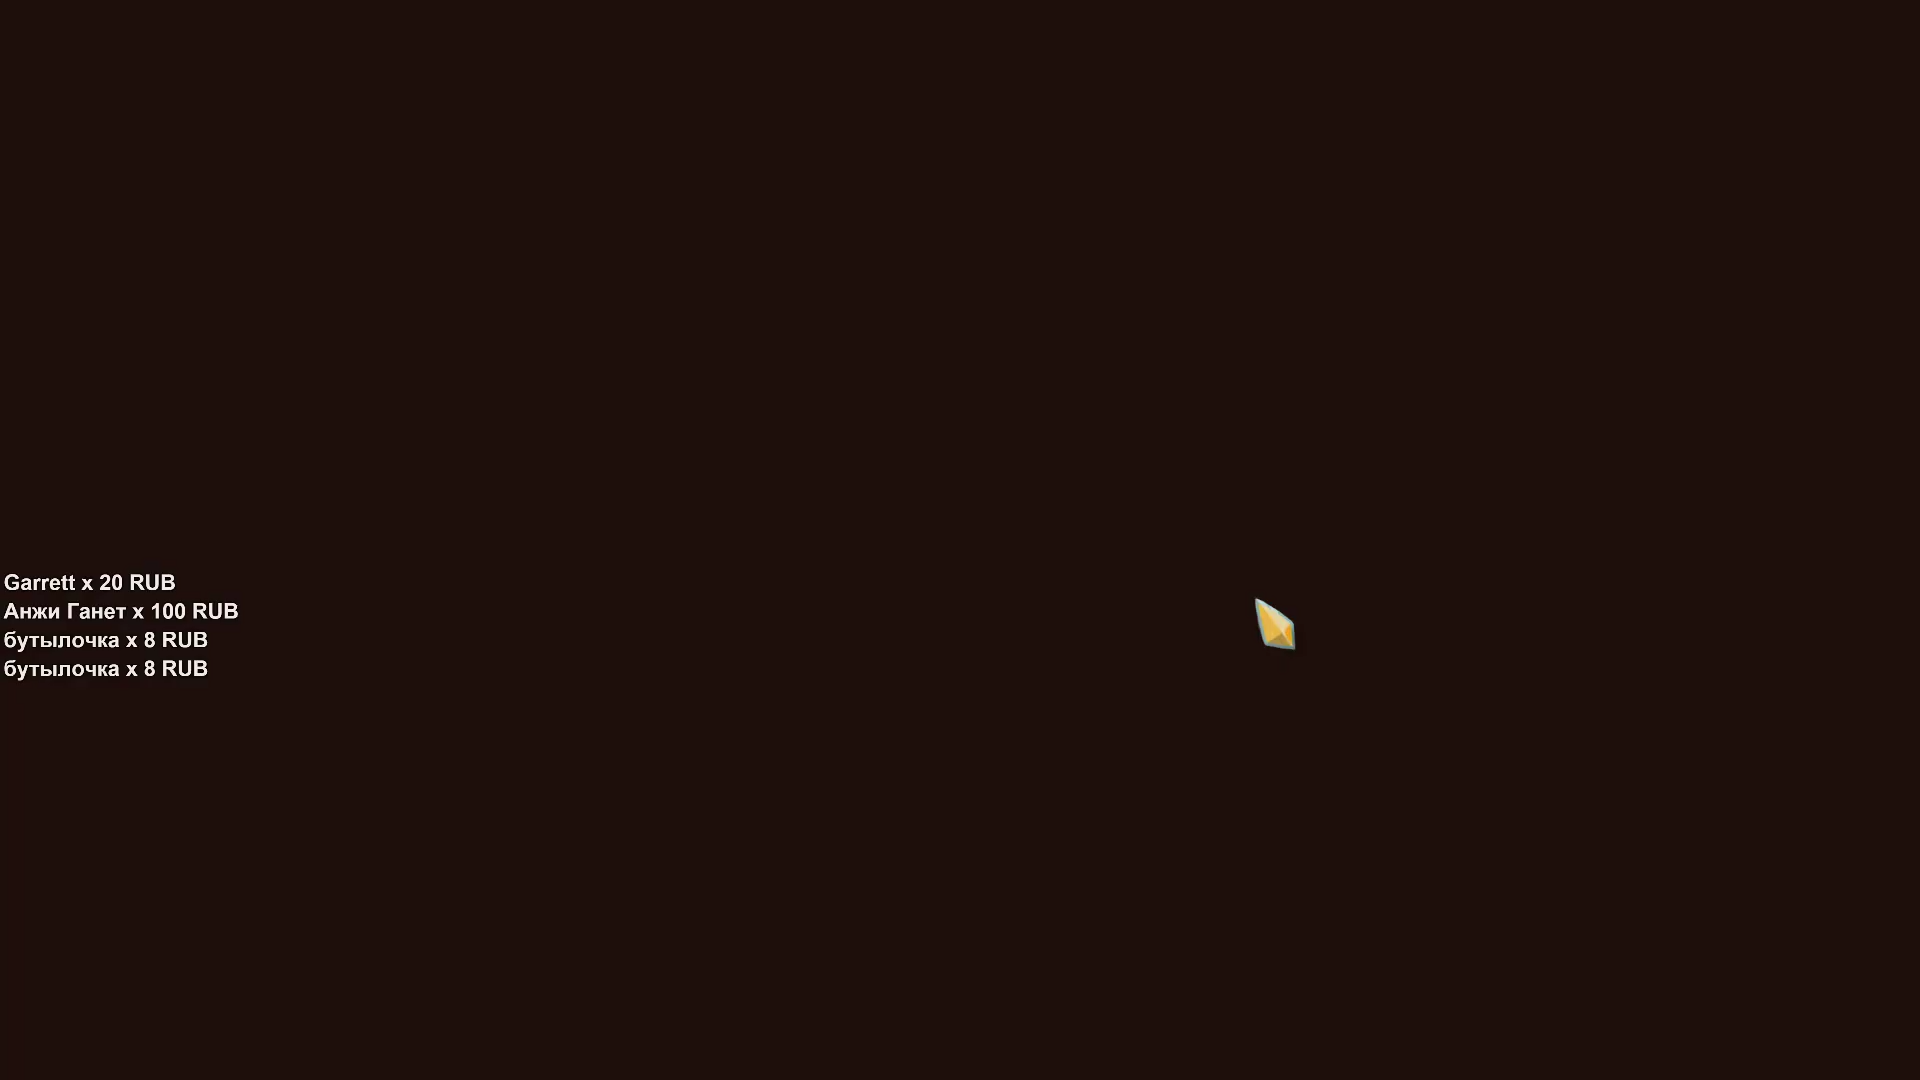 Garrett x 20 RUB
Анжи Ганет x 100 RUB
бутылочка x 8 RUB
бутылочка x 8 RUB